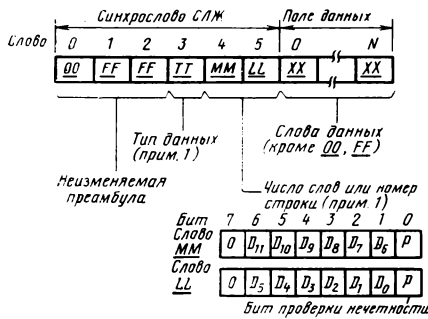 Синхрослово СЛЖ Поле данных
Слово 0 1 2 3 4 5 0 N
00 FF FF TT MM LL XX XX
Тип данных
(прим. 1)
Слова данных
(кроме 00, FF)
Неизменяемая
преамбула
Число слов или номер
строки (прим. 1)
Бит 7 6 5 4 3 2 1 0
Слово
MM 0 D11 D10 D9 D8 D7 D6 P
Слово
LL 0 D5 D4 D3 D2 D1 D0 P
Бит проверки нечетности